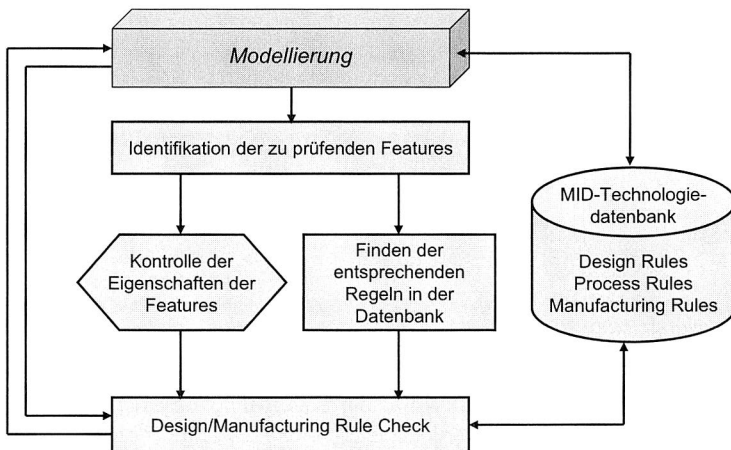 Modellierung
Identifikation der zu prüfenden Features
Kontrolle der
Eigenschaften der
Features
Finden der
entsprechenden
Regeln in der
Datenbank
MID-Technologie-
datenbank
Design Rules
Process Rules
Manufacturing Rules
Design/Manufacturing Rule Check